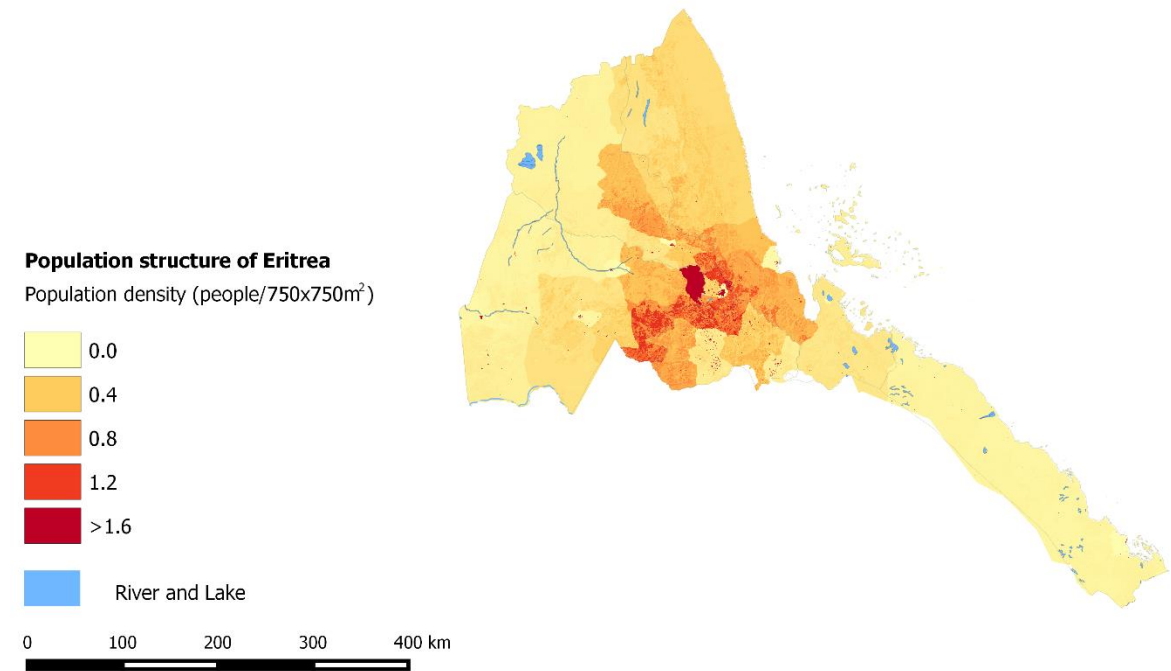 Population structure of Eritrea
Population density (people/750x750m²)
0.0
0.4
0.8
1.2
>1.6
River and Lake
0 100 200 300 400 km